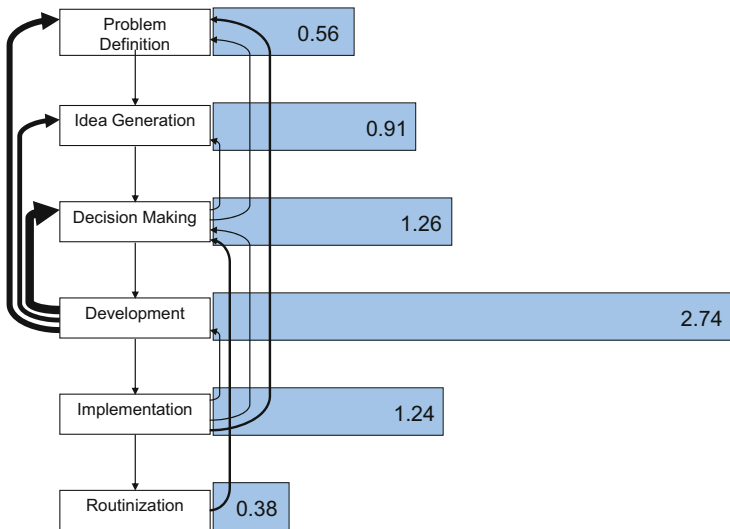 Problem
Definition
0.56
Idea Generation
0.91
Decision Making
1.26
Development
2.74
Implementation
1.24
Routinization
0.38